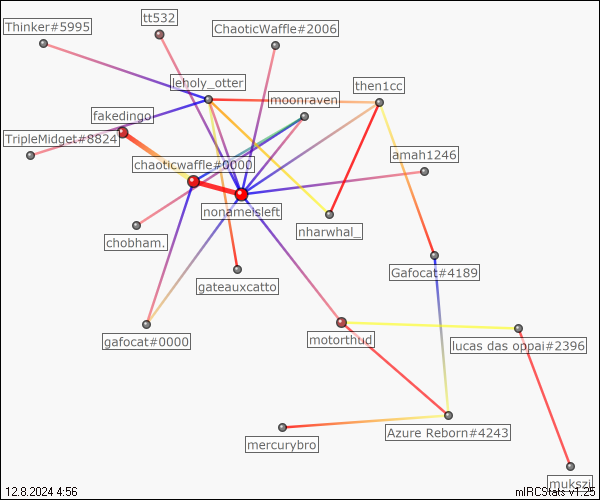 Thinker#5995
tt532
ChaoticWaffle#2006
leholy_otter
then1cc
moonraven
fakedingo
TripleMidget#8824
chaoticwaffle#0000
amah1246
nonameisleft
nharwhal_
chobham.
Gafocat#4189
gateauxcatto
gafocat#0000
motorthud
lucas das oppai#2396
Azure Reborn#4243
mercurybro
mukszi
12.8.2024 4:56
mIRCStats v1.25